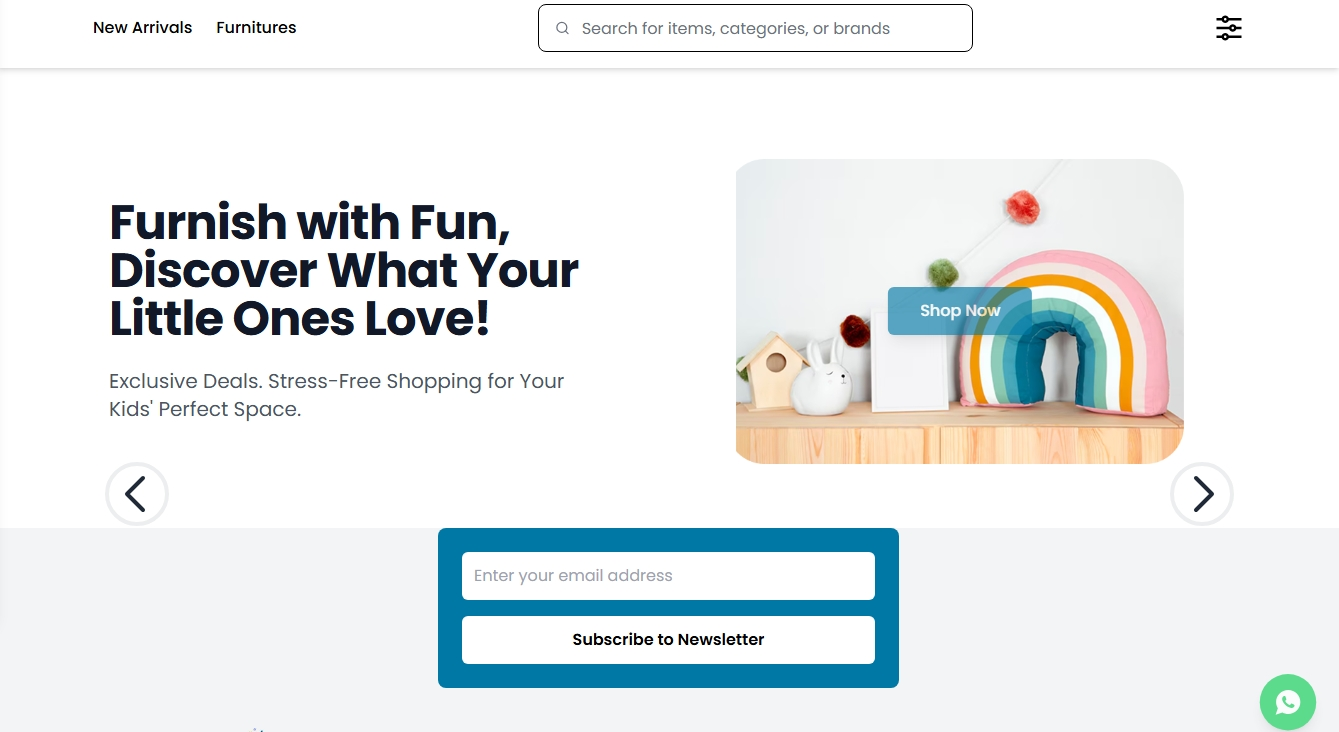 New Arrivals Furnitures
Search for items, categories, or brands
Furnish with Fun,
Discover What Your
Little Ones Love!
Exclusive Deals. Stress-Free Shopping for Your
Kids' Perfect Space.
Shop Now
Enter your email address
Subscribe to Newsletter